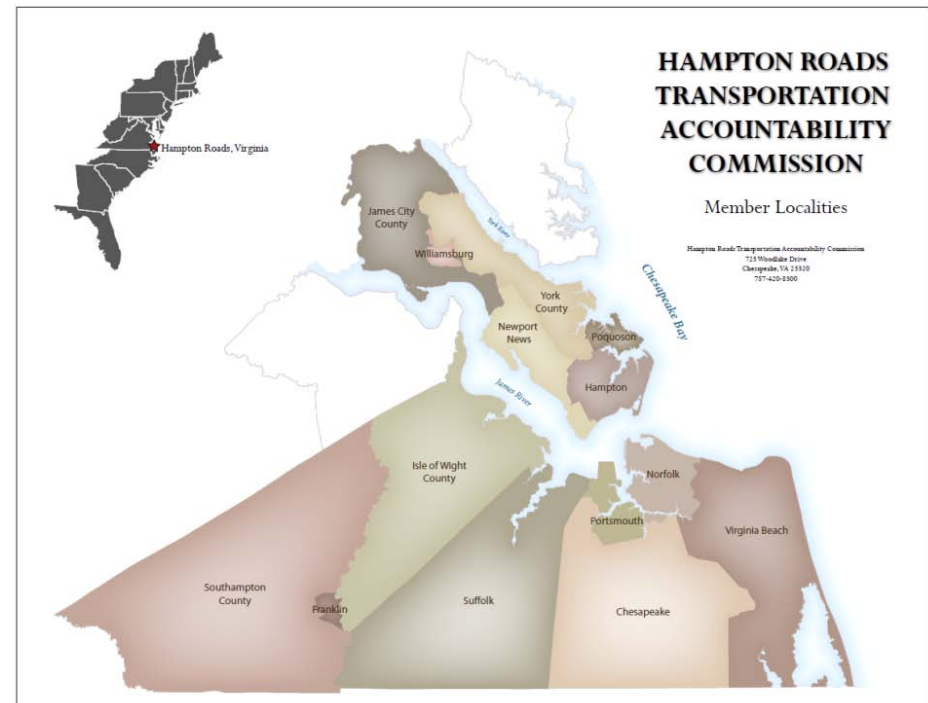 HAMPTON ROADS
TRANSPORTATION
ACCOUNTABILITY
COMMISSION
Member Localities
Hampton Roads Transportation Accountability Commission
723 Woodlake Drive
Chesapeake, VA 23320
757-420-8300
Hampton Roads, Virginia
James City
County
York River
Williamsburg
Chesapeake Bay
York
County
Newport
News
Poquoson
James River
Hampton
Isle of Wight
County
Norfolk
Portsmouth
Virginia Beach
Southampton
County
Franklin
Suffolk
Chesapeake